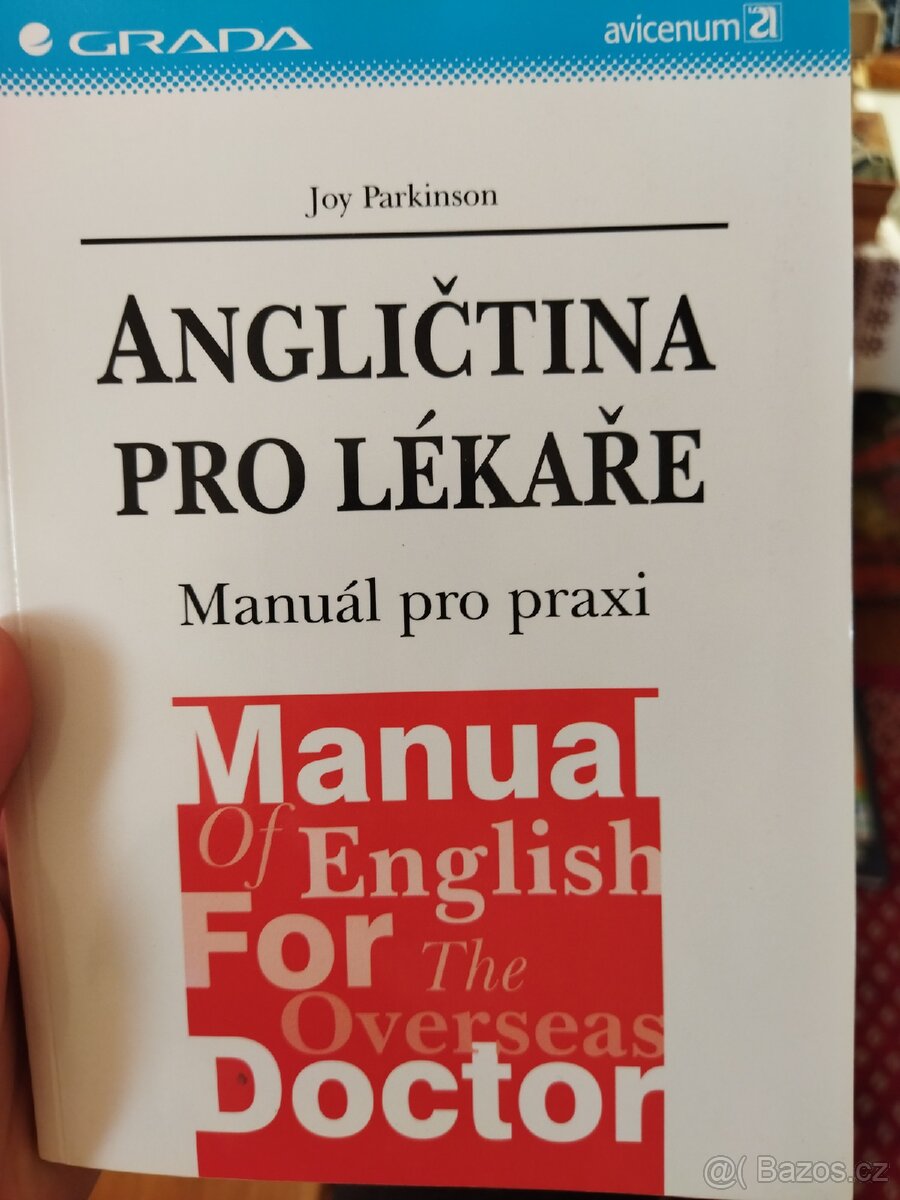 GRADA
avicenum
Joy Parkinson
ANGLIČTINA
PRO LÉKAŘE
Manuál pro praxi
Manual
Of English
For The
Overseas
Doctor
@( Bazos.cz